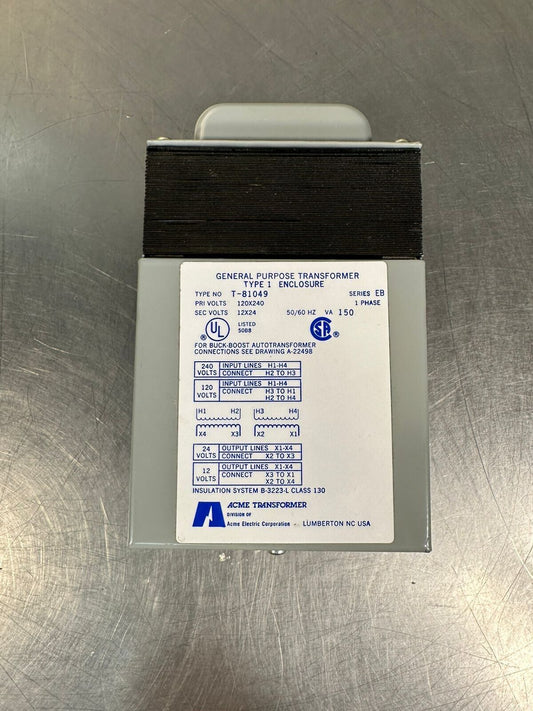 GENERAL PURPOSE TRANSFORMER
TYPE 1 ENCLOSURE
TYPE NO T-81049 SERIES EB
PRI VOLTS 120X240 1 PHASE
SEC VOLTS 12X24 50/60 HZ VA 150
UL ® LISTED 50B8 ® SA
FOR BUCK-BOOST AUTOTRANSFORMER
CONNECTIONS SEE DRAWING A-22498
240 VOLTS INPUT LINES H1-H4
CONNECT H2 TO H3
120 VOLTS INPUT LINES H1-H4
CONNECT H3 TO H1
H2 TO H4
H1 H2 H3 H4
X4 X3 X2 X1
24 VOLTS OUTPUT LINES X1-X4
CONNECT X2 TO X3
12 VOLTS OUTPUT LINES X1-X4
CONNECT X3 TO X1
X2 TO X4
INSULATION SYSTEM B-3223-L CLASS 130
A ACME TRANSFORMER
DIVISION OF
Acme Electric Corporation LUMBERTON NC USA